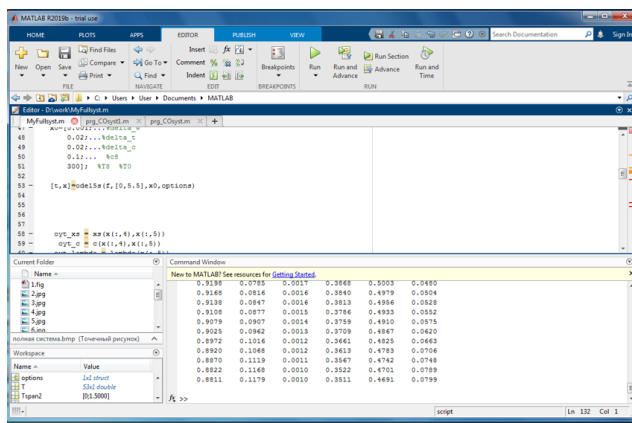 MATLAB R2019b - trial use
HOME PLOTS APPS EDITOR PUBLISH VIEW Search Documentation Sign In
New Open Save Find Files Compare Print Go To Find Insert Comment Indent fx Breakpoints Run Run and Advance Run Section Advance Run and Time
FILE NAVIGATE EDIT BREAKPOINTS RUN
C: Users User Documents MATLAB
Editor - D:\work\MyFullsyst.m
MyFullsyst.m prg_COsyst1.m prg_COsyst.m +
48 0.02;...%delta_t
49 0.02;...%delta_c
50 0.1;... %c8
51 300]; %T8 %T0
52
53 - [t,x]=ode15s(f,[0,5.5],x0,options)
54
55
56
57
58 - cyt_xs = xs(x(:,4),x(:,5))
59 - cyt_c = c(x(:,4),x(:,5))
Current Folder
Name
1.fig
2.jpg
3.jpg
4.jpg
5.jpg
6.jpg
полная система.bmp (Точечный рисунок)
Workspace
Name Value
options 1x1 struct
T 53x1 double
Tspan2 [0;1.5000]
Command Window
New to MATLAB? See resources for Getting Started.
0.9198 0.0785 0.0017 0.3868 0.5003 0.0480
0.9168 0.0816 0.0016 0.3840 0.4979 0.0504
0.9138 0.0847 0.0016 0.3813 0.4956 0.0528
0.9108 0.0877 0.0015 0.3786 0.4933 0.0552
0.9079 0.0907 0.0014 0.3759 0.4910 0.0575
0.9025 0.0962 0.0013 0.3709 0.4867 0.0620
0.8972 0.1016 0.0012 0.3661 0.4825 0.0663
0.8920 0.1068 0.0012 0.3613 0.4783 0.0706
0.8870 0.1119 0.0011 0.3567 0.4742 0.0748
0.8822 0.1168 0.0010 0.3522 0.4701 0.0789
0.8811 0.1179 0.0010 0.3511 0.4691 0.0799
fx >>
script Ln 132 Col 1